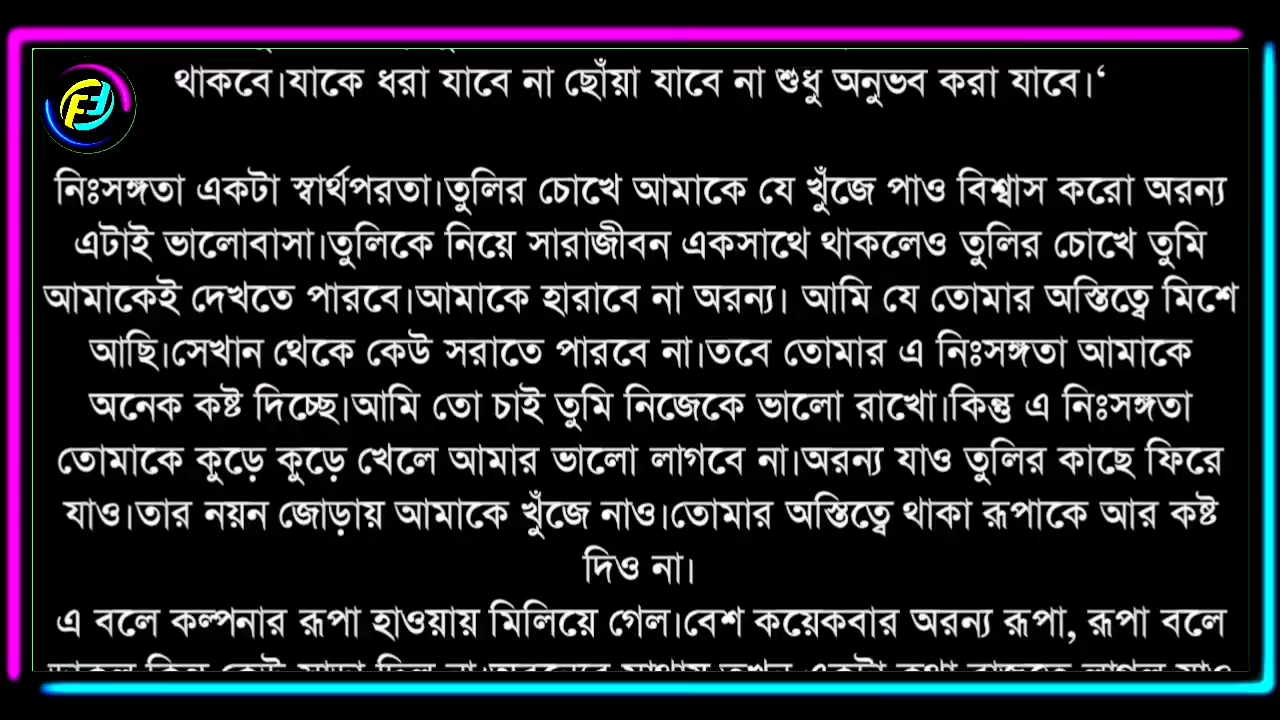 থাকবে।যাকে ধরা যাবে না ছোঁয়া যাবে না শুধু অনুভব করা যাবে।‘
নিঃসঙ্গতা একটা স্বার্থপরতা।তুলির চোখে আমাকে যে খুঁজে পাও বিশ্বাস করো অরন্য
এটাই ভালোবাসা।তুলিকে নিয়ে সারাজীবন একসাথে থাকলেও তুলির চোখে তুমি
আমাকেই দেখতে পারবে।আমাকে হারাবে না অরন্য। আমি যে তোমার অস্তিত্বে মিশে
আছি।সেখান থেকে কেউ সরাতে পারবে না।তবে তোমার এ নিঃসঙ্গতা আমাকে
অনেক কষ্ট দিচ্ছে।আমি তো চাই তুমি নিজেকে ভালো রাখো।কিন্তু এ নিঃসঙ্গতা
তোমাকে কুড়ে কুড়ে খেলে আমার ভালো লাগবে না।অরন্য যাও তুলির কাছে ফিরে
যাও।তার নয়ন জোড়ায় আমাকে খুঁজে নাও।তোমার অস্তিত্বে থাকা রূপাকে আর কষ্ট
দিও না।
এ বলে কল্পনার রূপা হাওয়ায় মিলিয়ে গেল।বেশ কয়েকবার অরন্য রূপা, রূপা বলে